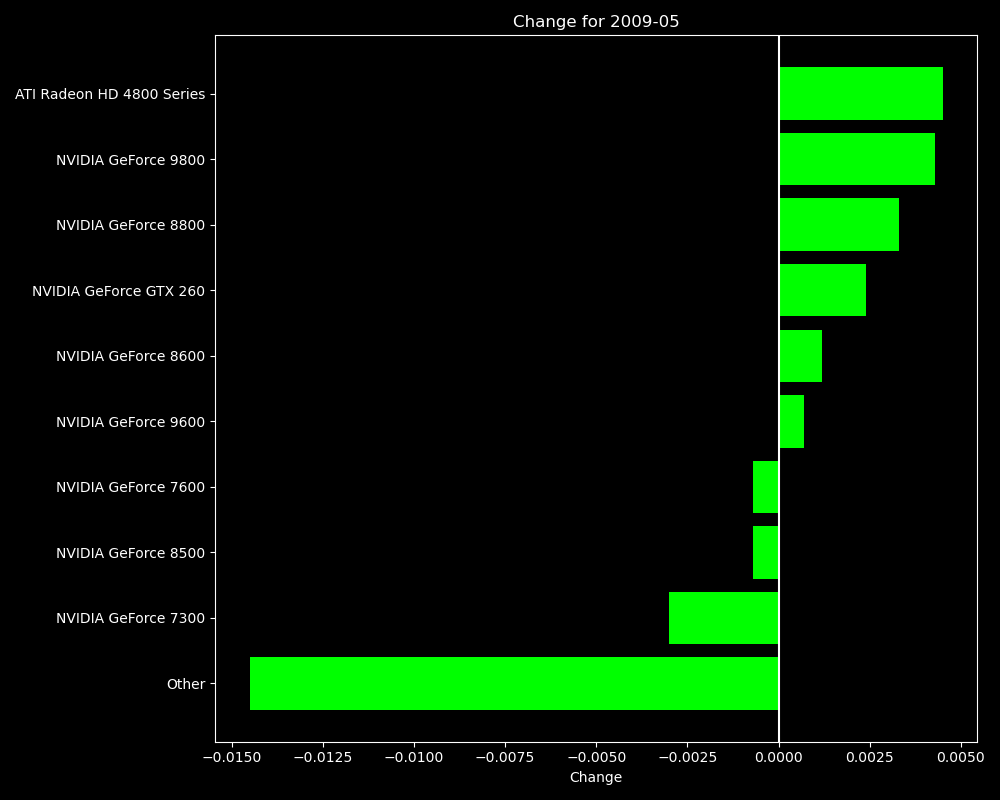 Change for 2009-05
ATI Radeon HD 4800 Series
NVIDIA GeForce 9800
NVIDIA GeForce 8800
NVIDIA GeForce GTX 260
NVIDIA GeForce 8600
NVIDIA GeForce 9600
NVIDIA GeForce 7600
NVIDIA GeForce 8500
NVIDIA GeForce 7300
Other
−0.0150 −0.0125 −0.0100 −0.0075 −0.0050 −0.0025 0.0000 0.0025 0.0050
Change